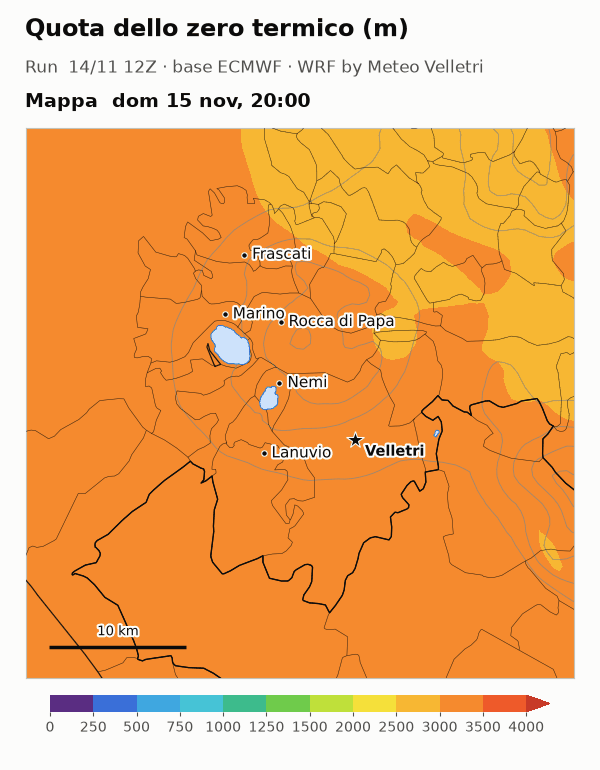 Quota dello zero termico (m)
Run  14/11 12Z · base ECMWF · WRF by Meteo Velletri
Mappa  dom 15 nov, 20:00
Frascati
Marino
Rocca di Papa
Nemi
Velletri
Lanuvio
10 km
0 250 500 750 1000 1250 1500 2000 2500 3000 3500 4000